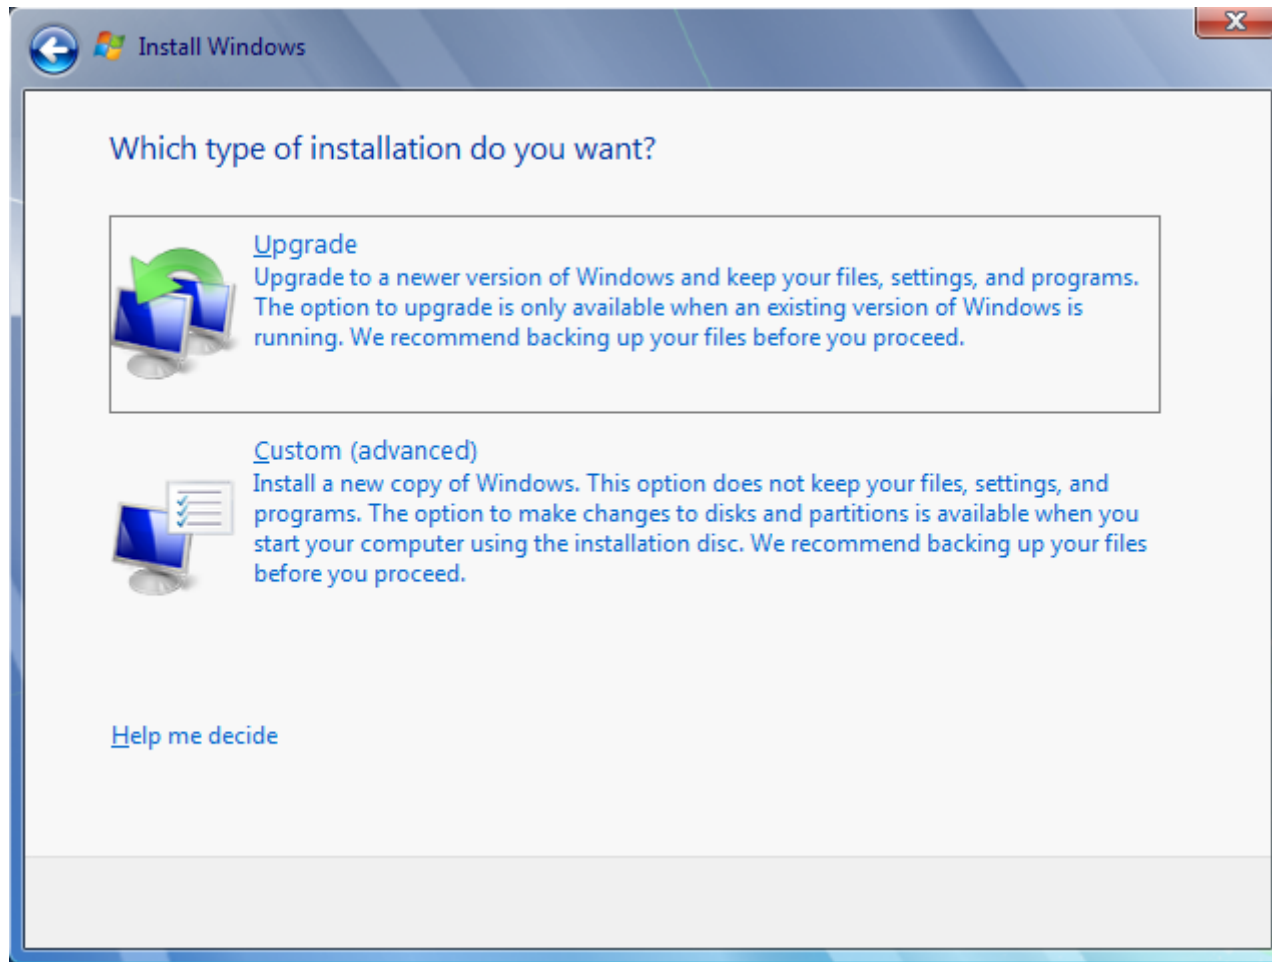 Install Windows
Which type of installation do you want?
Upgrade
Upgrade to a newer version of Windows and keep your files, settings, and programs.
The option to upgrade is only available when an existing version of Windows is
running. We recommend backing up your files before you proceed.
Custom (advanced)
Install a new copy of Windows. This option does not keep your files, settings, and
programs. The option to make changes to disks and partitions is available when you
start your computer using the installation disc. We recommend backing up your files
before you proceed.
Help me decide